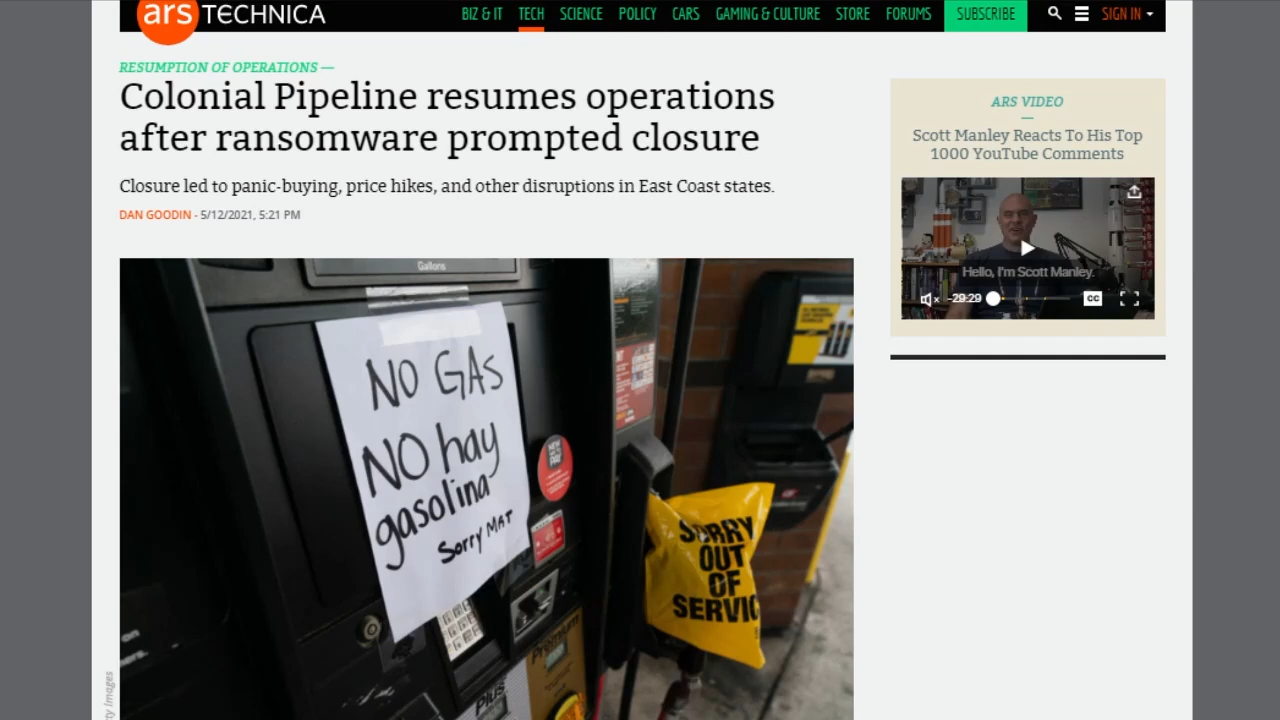 ars TECHNICA
BIZ & IT TECH SCIENCE POLICY CARS GAMING & CULTURE STORE FORUMS SUBSCRIBE SIGN IN
RESUMPTION OF OPERATIONS —
Colonial Pipeline resumes operations
after ransomware prompted closure
Closure led to panic-buying, price hikes, and other disruptions in East Coast states.
DAN GOODIN - 5/12/2021, 5:21 PM
ARS VIDEO
—
Scott Manley Reacts To His Top
1000 YouTube Comments
Hello, I'm Scott Manley.
-29:29
CC
Gallons
NO GAS
NO hay
gasolina
Sorry MAT
SORRY
OUT
OF
SERVIC
Premium
Plus
ty Images